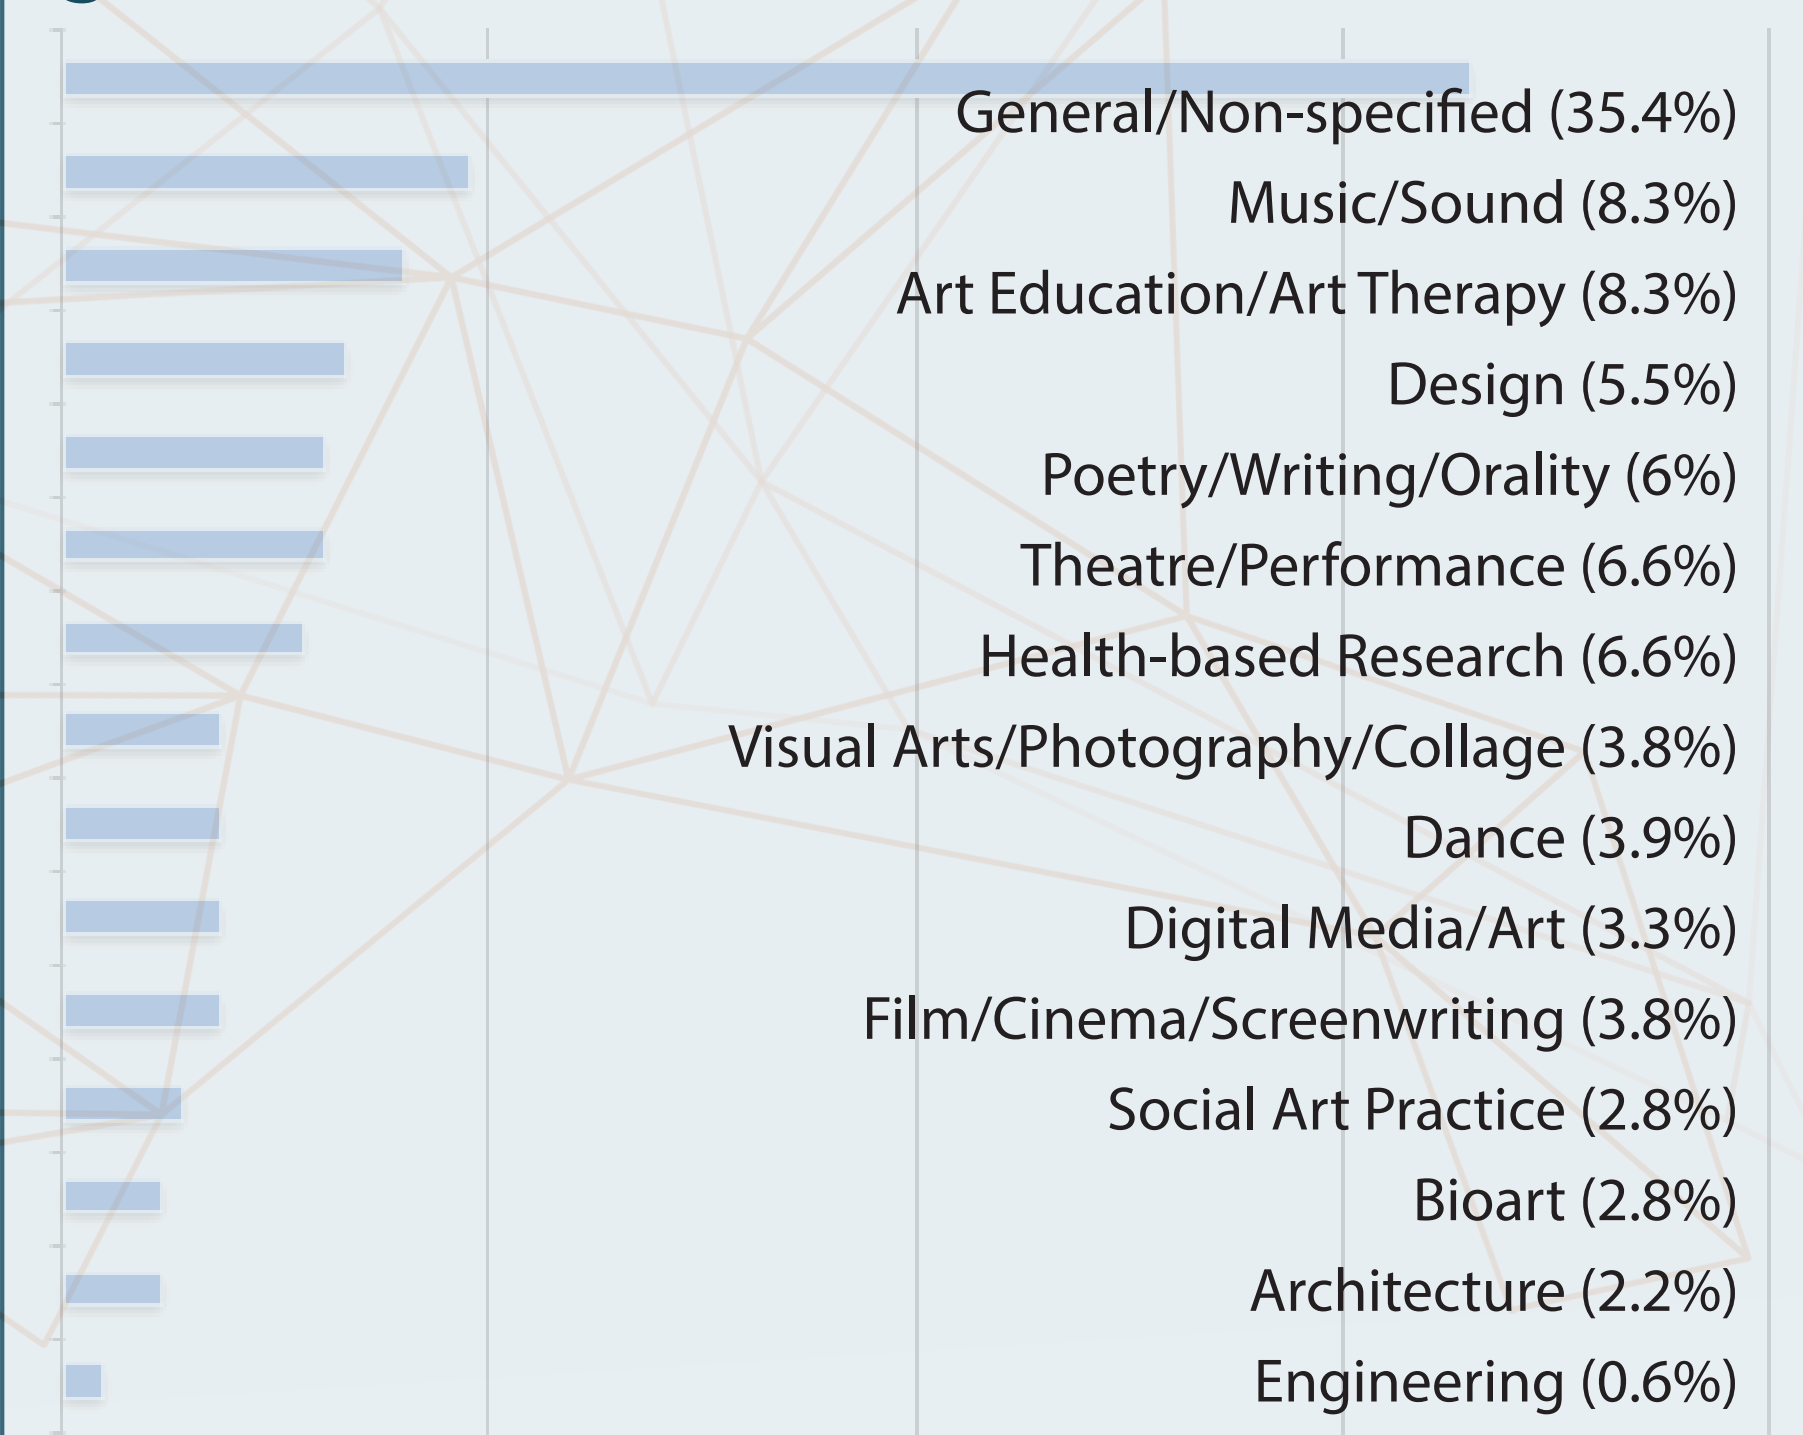 General/Non-specified (35.4%)
Music/Sound (8.3%)
Art Education/Art Therapy (8.3%)
Design (5.5%)
Poetry/Writing/Orality (6%)
Theatre/Performance (6.6%)
Health-based Research (6.6%)
Visual Arts/Photography/Collage (3.8%)
Dance (3.9%)
Digital Media/Art (3.3%)
Film/Cinema/Screenwriting (3.8%)
Social Art Practice (2.8%)
Bioart (2.8%)
Architecture (2.2%)
Engineering (0.6%)